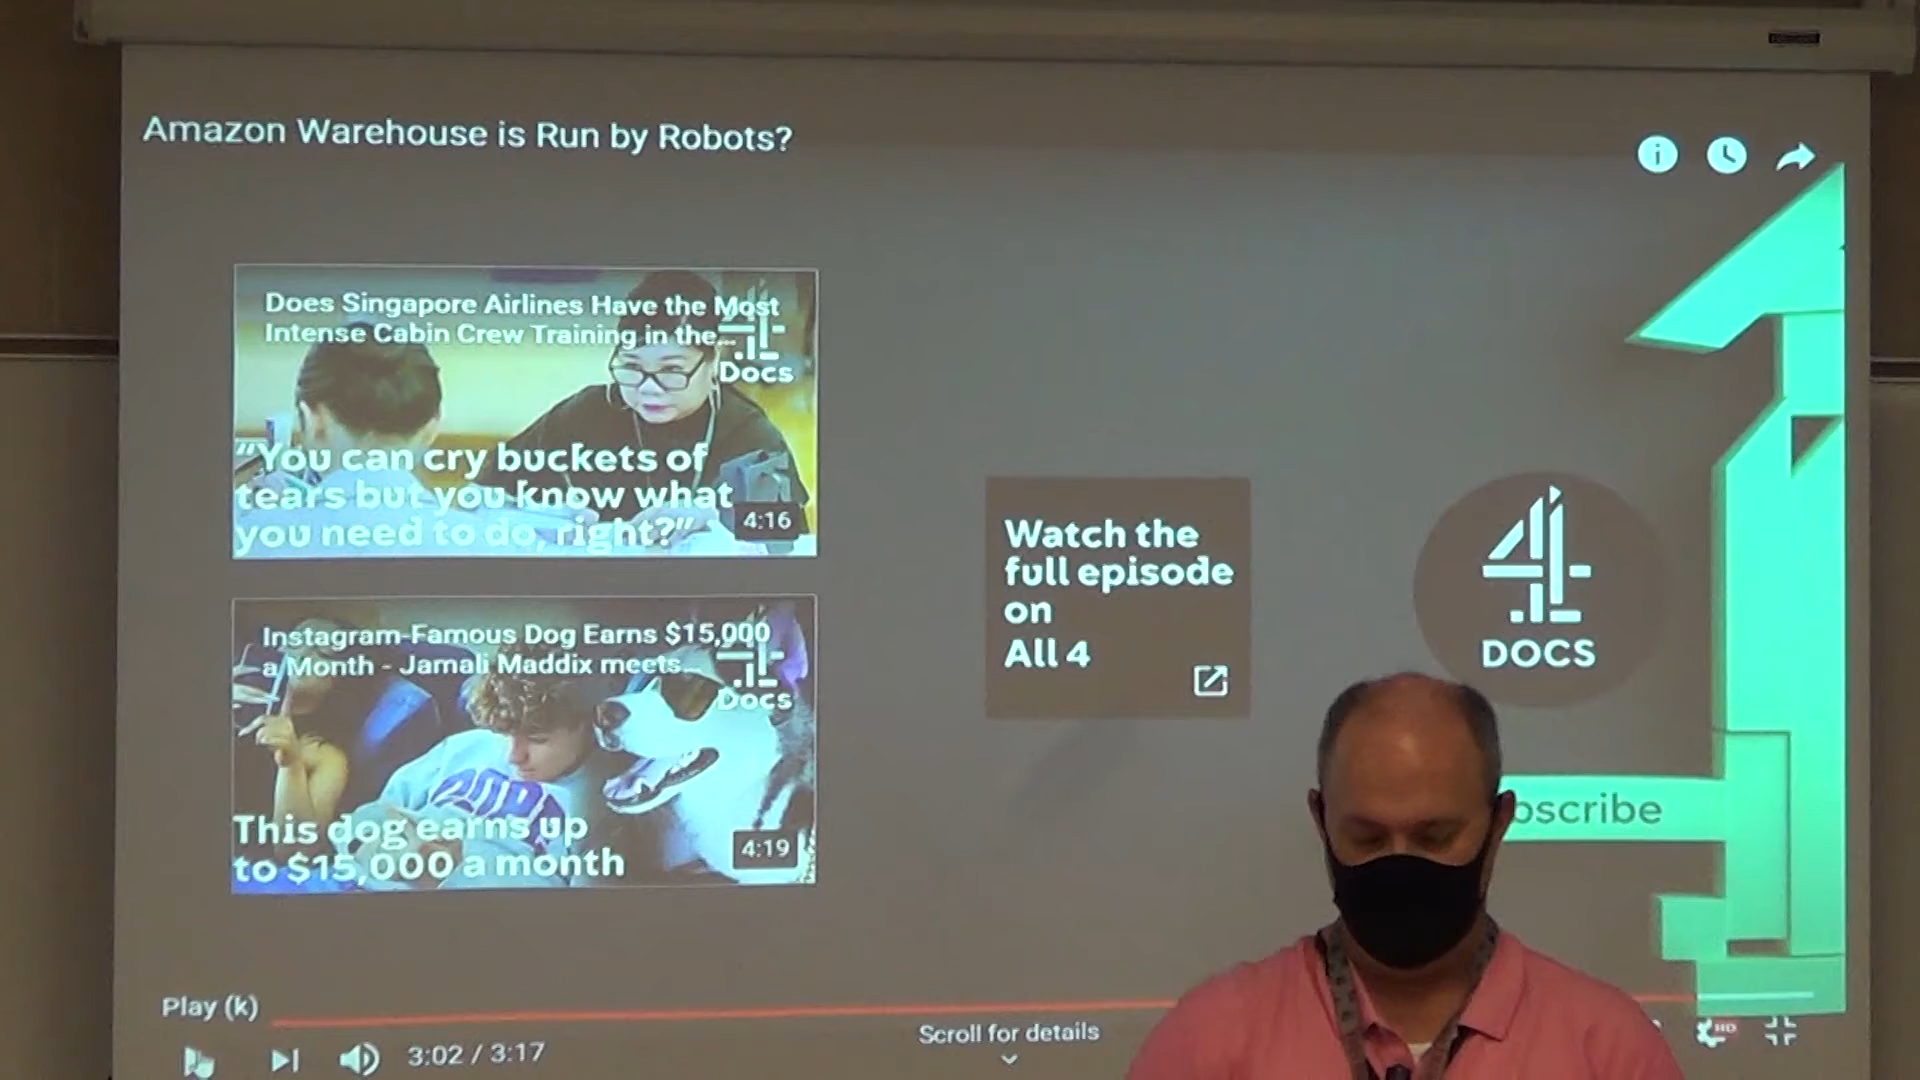 Amazon Warehouse is Run by Robots?
Does Singapore Airlines Have the Most
Intense Cabin Crew Training in the...
Docs
"You can cry buckets of
tears but you know what
you need to do, right?"
4:16
Instagram-Famous Dog Earns $15,000
a Month - Jamali Maddix meets...
Docs
This dog earns up
to $15,000 a month
4:19
Watch the
full episode
on
All 4
4
DOCS
bscribe
Play (k)
3:02 / 3:17
Scroll for details
HD